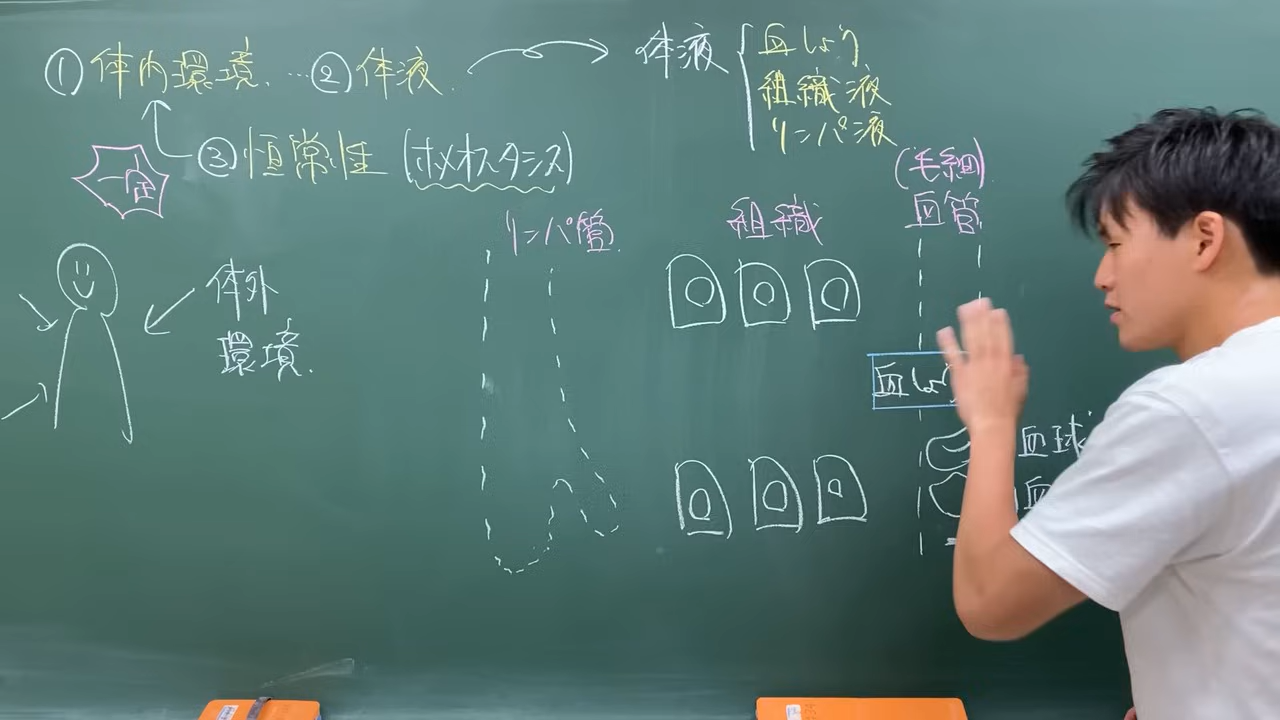 ①体内環境…②体液
体液
血しょう
組織液
リンパ液
③恒常性(ホメオスタシス)
一定
(毛細)
血管
組織
リンパ管
体外
環境
血しょ
血球
血